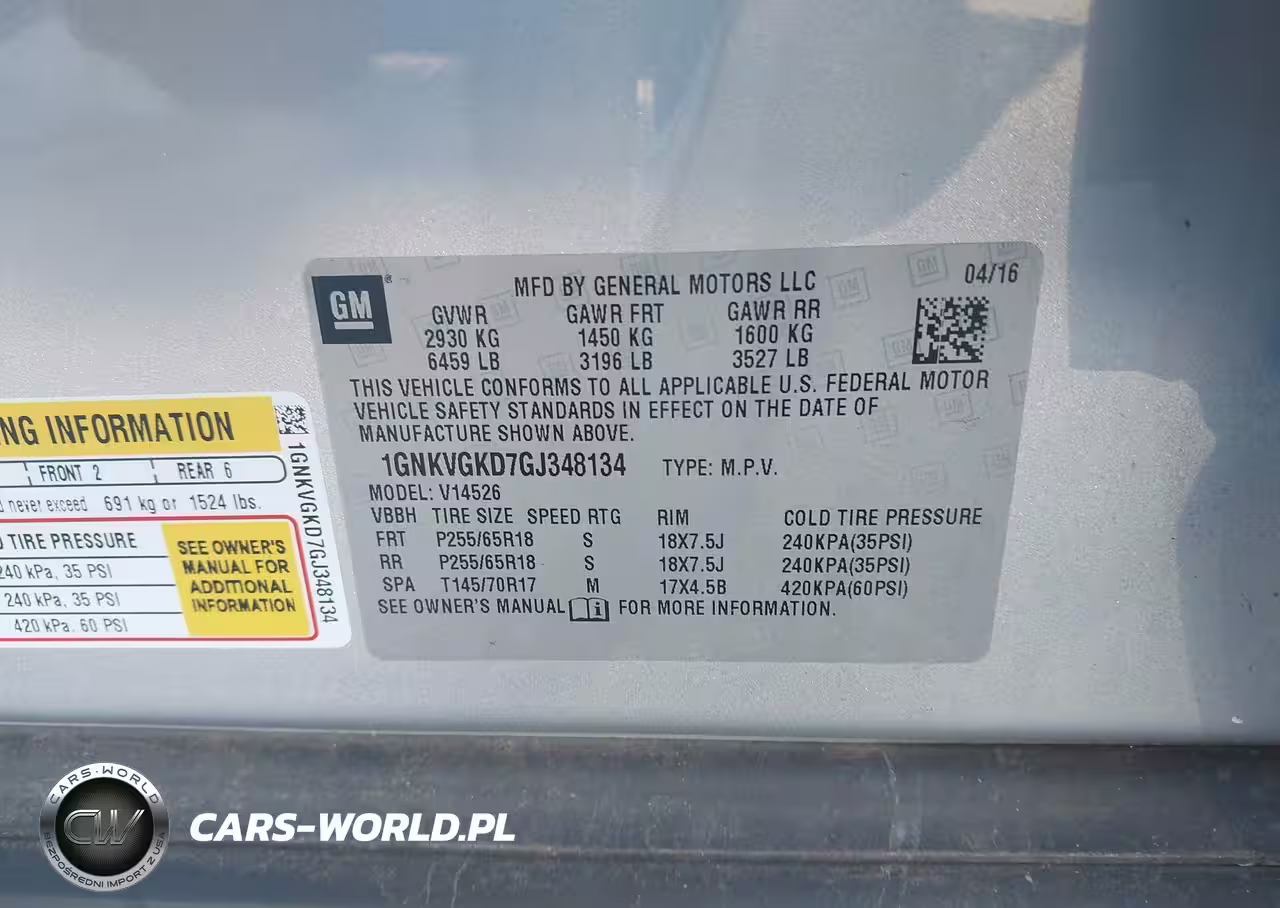 GM
®
MFD BY GENERAL MOTORS LLC
04/16
GVWR GAWR FRT GAWR RR
2930 KG 1450 KG 1600 KG
6459 LB 3196 LB 3527 LB
THIS VEHICLE CONFORMS TO ALL APPLICABLE U.S. FEDERAL MOTOR
VEHICLE SAFETY STANDARDS IN EFFECT ON THE DATE OF
MANUFACTURE SHOWN ABOVE.
1GNKVGKD7GJ348134 TYPE: M.P.V.
MODEL: V14526
VBBH TIRE SIZE SPEED RTG RIM COLD TIRE PRESSURE
FRT P255/65R18 S 18X7.5J 240KPA(35PSI)
RR P255/65R18 S 18X7.5J 240KPA(35PSI)
SPA T145/70R17 M 17X4.5B 420KPA(60PSI)
SEE OWNER'S MANUAL i FOR MORE INFORMATION.
NG INFORMATION
FRONT 2 REAR 6
never exceed 691 kg or 1524 lbs.
TIRE PRESSURE
240 kPa, 35 PSI
240 kPa, 35 PSI
420 kPa, 60 PSI
SEE OWNER'S
MANUAL FOR
ADDITIONAL
INFORMATION
1GNKVGKD7GJ348134
CARS-WORLD
CW
BEZPOŚREDNI IMPORT Z USA
CARS-WORLD.PL